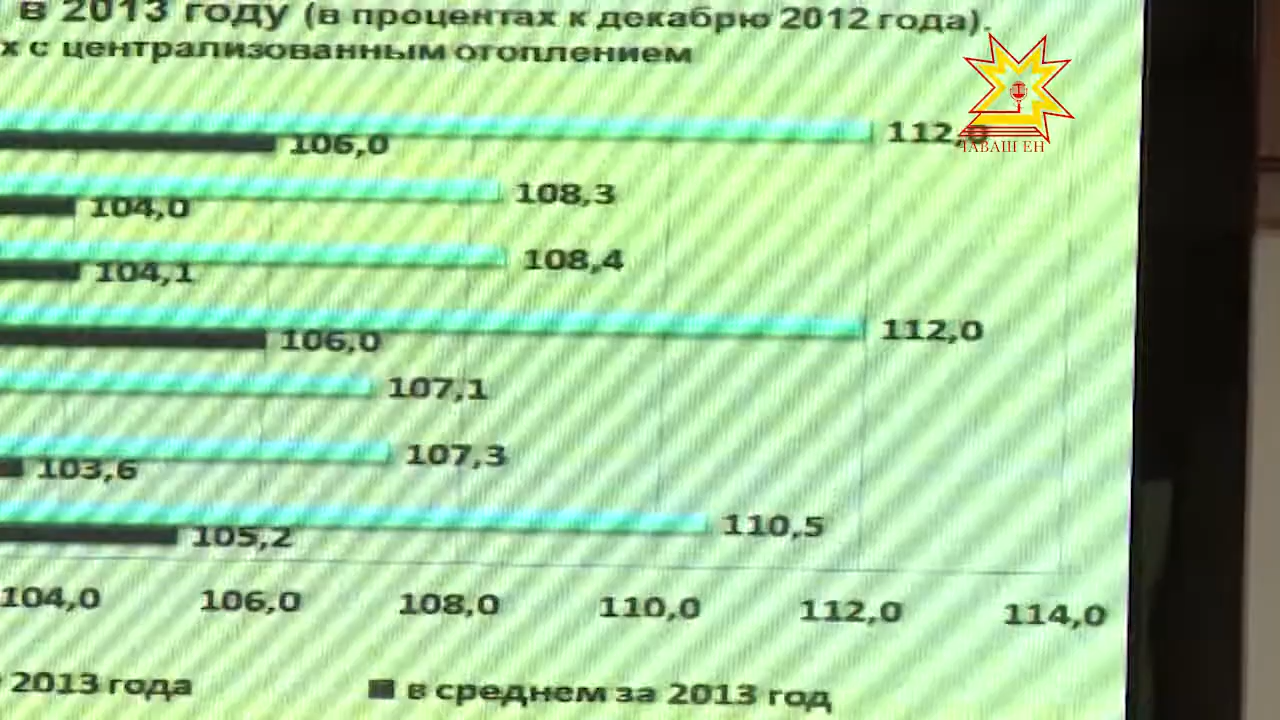 в 2013 году (в процентах к декабрю 2012 года),
х с централизованным отоплением
112,0
106,0
108,3
104,0
108,4
104,1
112,0
106,0
107,1
107,3
103,6
110,5
105,2
104,0 106,0 108,0 110,0 112,0 114,0
2013 года в среднем за 2013 год
ЧАВАШ ЕН